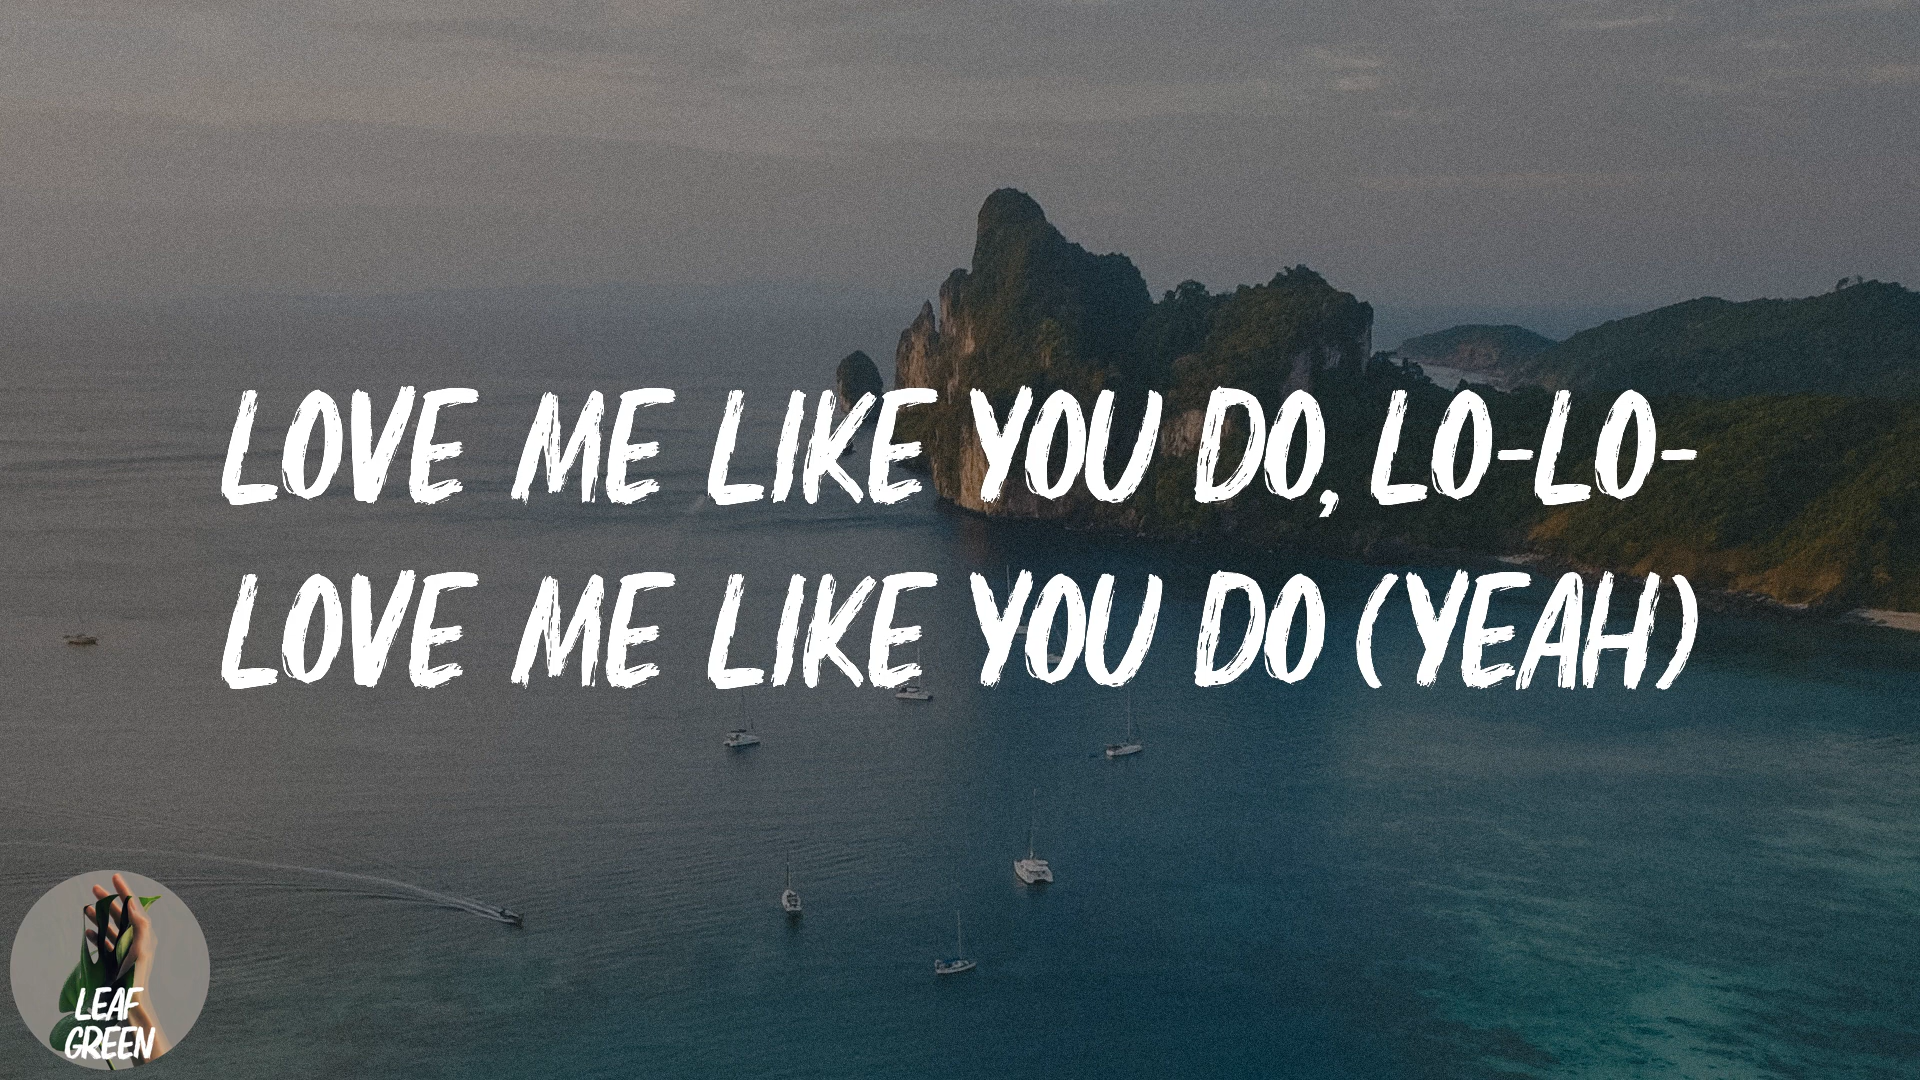 LOVE ME LIKE YOU DO, LO-LO-
LOVE ME LIKE YOU DO (YEAH)
LEAF
GREEN